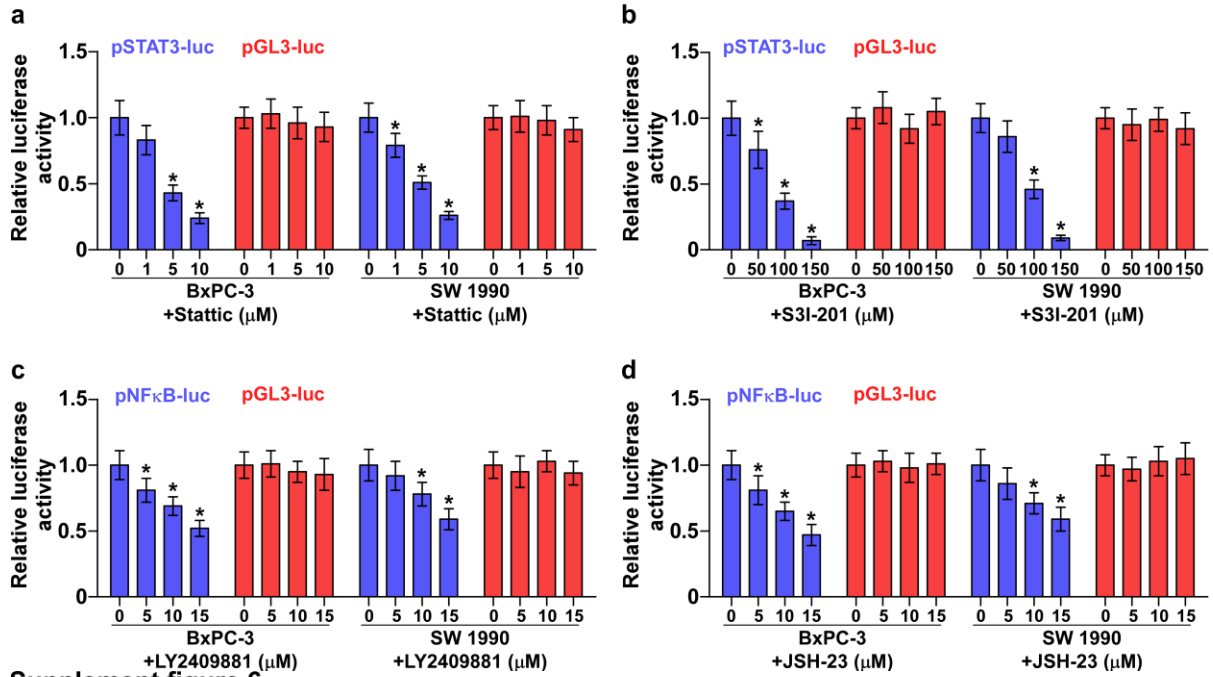 a
pSTAT3-luc pGL3-luc
Relative luciferase activity
1.5
1.0
0.5
0
* * * * *
0 1 5 10 0 1 5 10 0 1 5 10 0 1 5 10
BxPC-3 SW 1990
+Stattic (μM) +Stattic (μM)
b
pSTAT3-luc pGL3-luc
Relative luciferase activity
1.5
1.0
0.5
0
* * * * *
0 50 100 150 0 50 100 150 0 50 100 150 0 50 100 150
BxPC-3 SW 1990
+S3I-201 (μM) +S3I-201 (μM)
c
pNFκB-luc pGL3-luc
Relative luciferase activity
1.5
1.0
0.5
0
* * * * *
0 5 10 15 0 5 10 15 0 5 10 15 0 5 10 15
BxPC-3 SW 1990
+LY2409881 (μM) +LY2409881 (μM)
d
pNFκB-luc pGL3-luc
Relative luciferase activity
1.5
1.0
0.5
0
* * * * *
0 5 10 15 0 5 10 15 0 5 10 15 0 5 10 15
BxPC-3 SW 1990
+JSH-23 (μM) +JSH-23 (μM)
Supplement figure 6